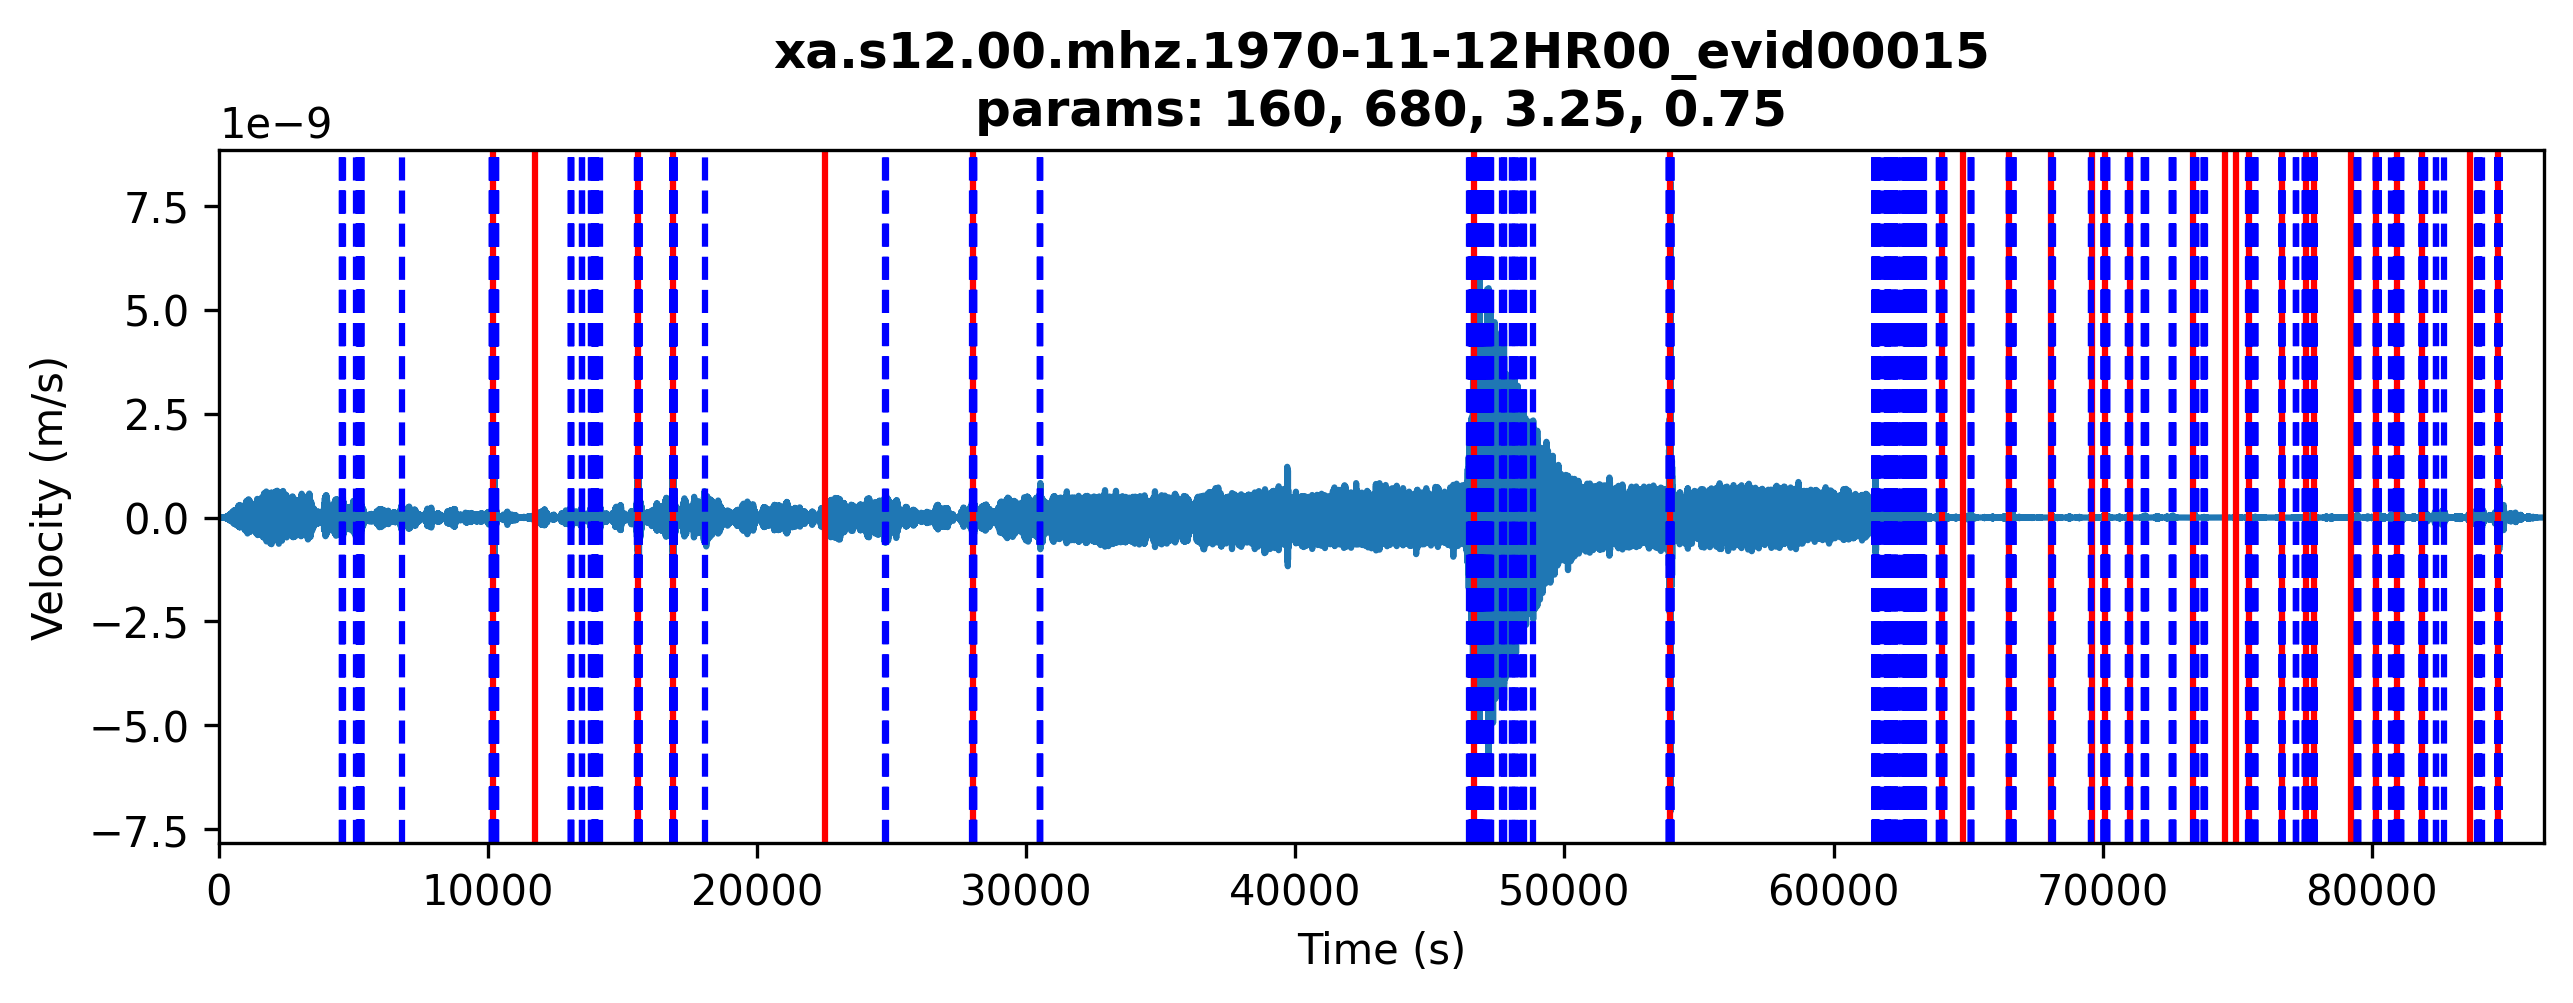 xa.s12.00.mhz.1970-11-12HR00_evid00015
params: 160, 680, 3.25, 0.75
1e−9
7.5
5.0
2.5
0.0
−2.5
−5.0
−7.5
Velocity (m/s)
0 10000 20000 30000 40000 50000 60000 70000 80000
Time (s)